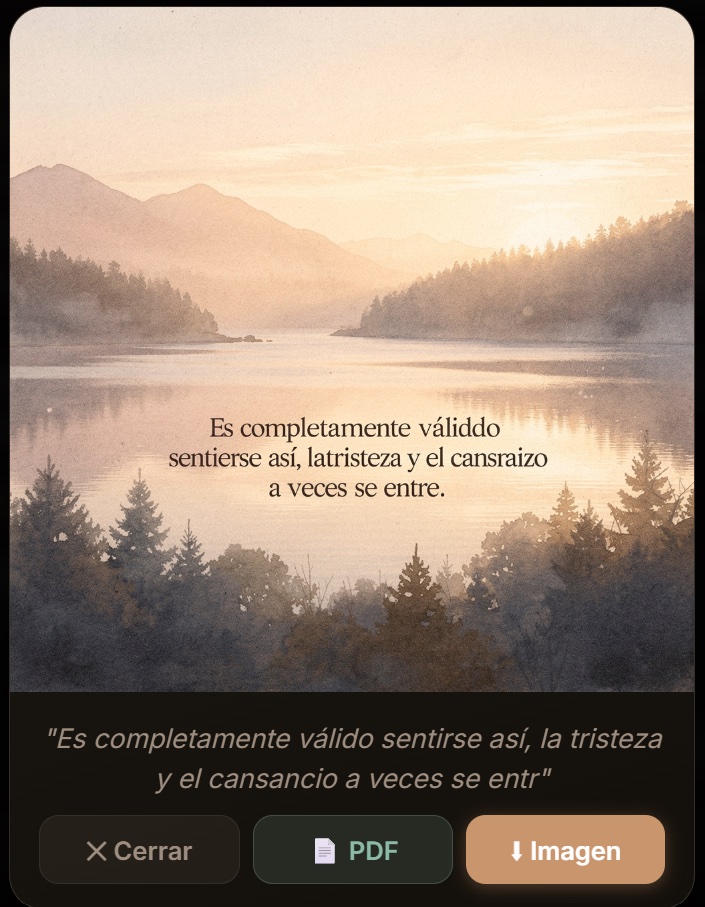 Es completamente váliddo
sentierse así, latristeza y el cansraizo
a veces se entre.
"Es completamente válido sentirse así, la tristeza
y el cansancio a veces se entr"
Cerrar
PDF
Imagen